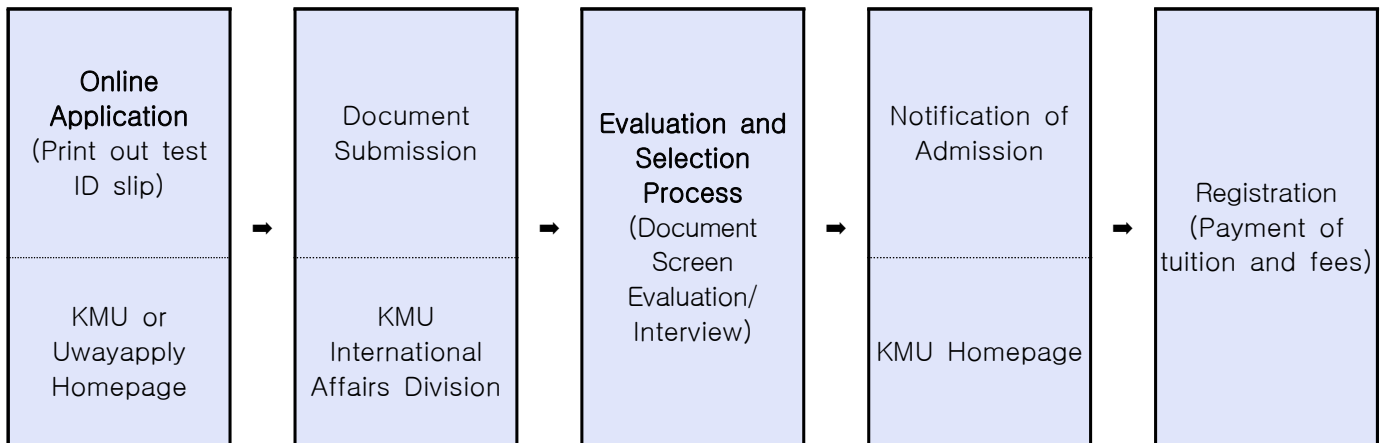 Online
Application
(Print out test
ID slip)
KMU or
Uwayapply
Homepage
➡
Document
Submission
KMU
International
Affairs Division
➡
Evaluation and
Selection
Process
(Document
Screen
Evaluation/
Interview)
➡
Notification of
Admission
KMU Homepage
➡
Registration
(Payment of
tuition and fees)